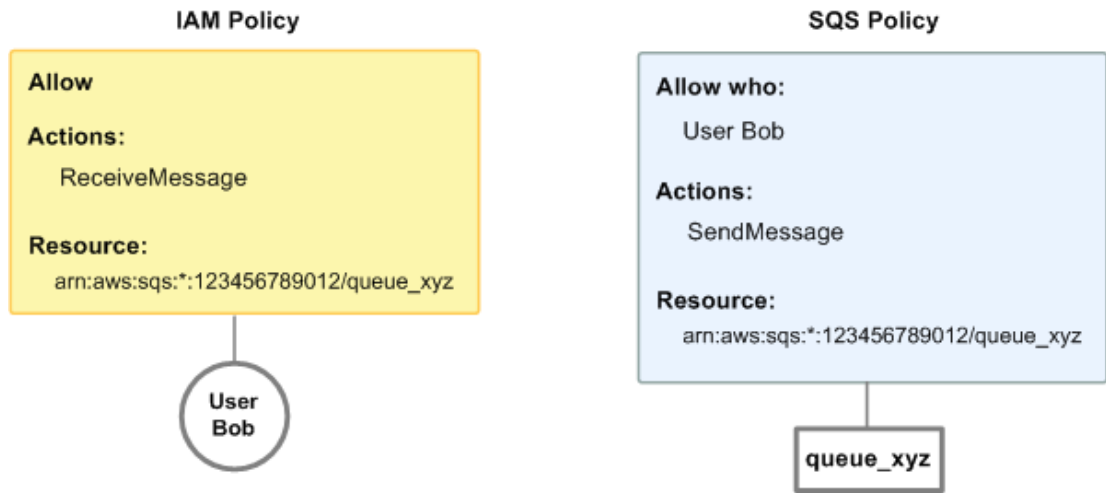 IAM Policy
Allow
Actions:
ReceiveMessage
Resource:
arn:aws:sqs:*:123456789012/queue_xyz
User
Bob
SQS Policy
Allow who:
User Bob
Actions:
SendMessage
Resource:
arn:aws:sqs:*:123456789012/queue_xyz
queue_xyz